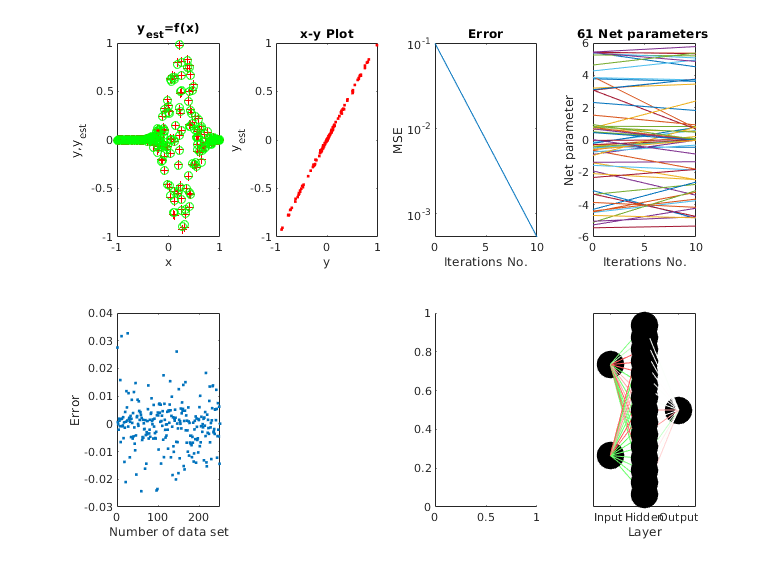 y_est=f(x)
1
0.5
0
-0.5
-1
-1 0 1
y,y_est
x
x-y Plot
1
0.5
0
-0.5
-1
-1 0 1
y_est
y
Error
10^-1
10^-2
10^-3
0 5 10
MSE
Iterations No.
61 Net parameters
6
4
2
0
-2
-4
-6
0 5 10
Net parameter
Iterations No.
0.04
0.03
0.02
0.01
0
-0.01
-0.02
-0.03
0 100 200
Error
Number of data set
1
0.8
0.6
0.4
0.2
0
0 0.5 1
Input Hidden Output
Layer